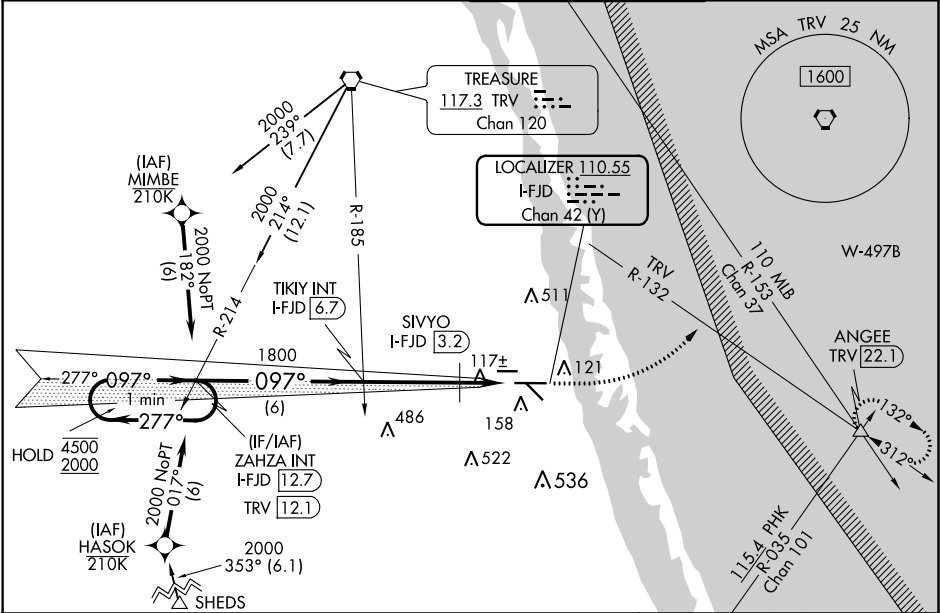 MSA TRV 25 NM
1600
TREASURE
117.3 TRV
Chan 120
2000
239°
(7.7)
(IAF)
MIMBE
210K
2000
214°
(12.1)
R-185
LOCALIZER 110.55
I-FJD
Chan 42 (Y)
2000 NoPT
182°
(6)
R-214
TIKIY INT
I-FJD 6.7
SIVYO
I-FJD 3.2
511
TRV
R-132
110 MLB
R-153
Chan 37
W-497B
ANGEE
TRV 22.1
1800
117±
121
277° 097°
097°
1 min
277°
(6)
486
158
132°
312°
HOLD 4500
2000
(IF/IAF)
ZAHZA INT
I-FJD 12.7
TRV 12.1
522
536
2000 NoPT
017°
(6)
(IAF)
HASOK
210K
2000
353° (6.1)
SHEDS
115.4 PHK
R-035
Chan 101